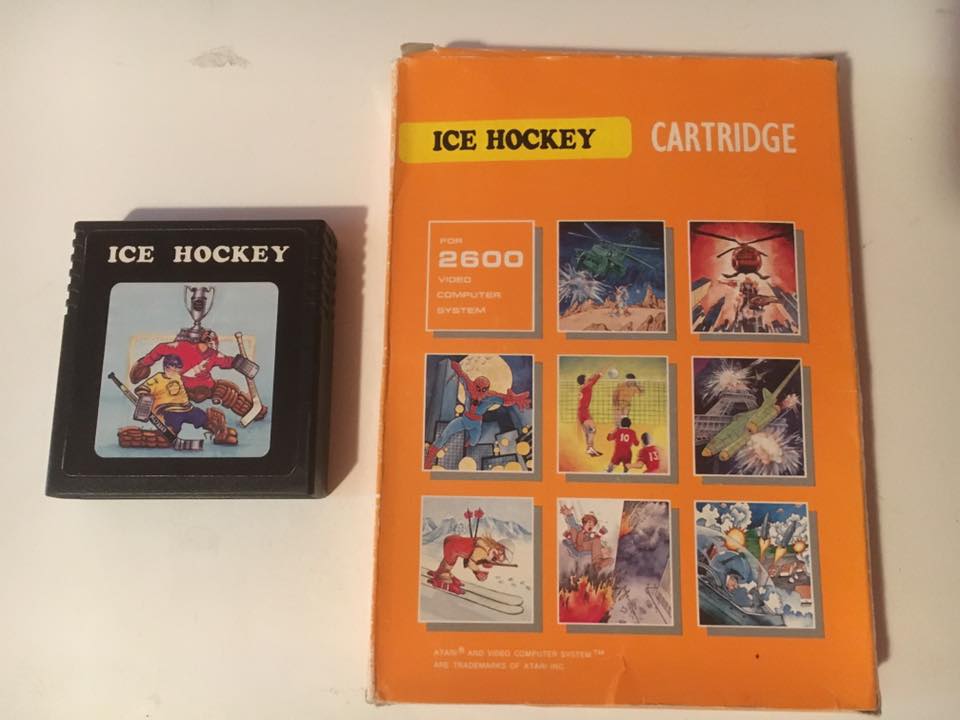 ICE HOCKEY
ICE HOCKEY
CARTRIDGE
FOR
2600
VIDEO
COMPUTER
SYSTEM
10
13
ATARI® AND VIDEO COMPUTER SYSTEM™
ARE TRADEMARKS OF ATARI INC.